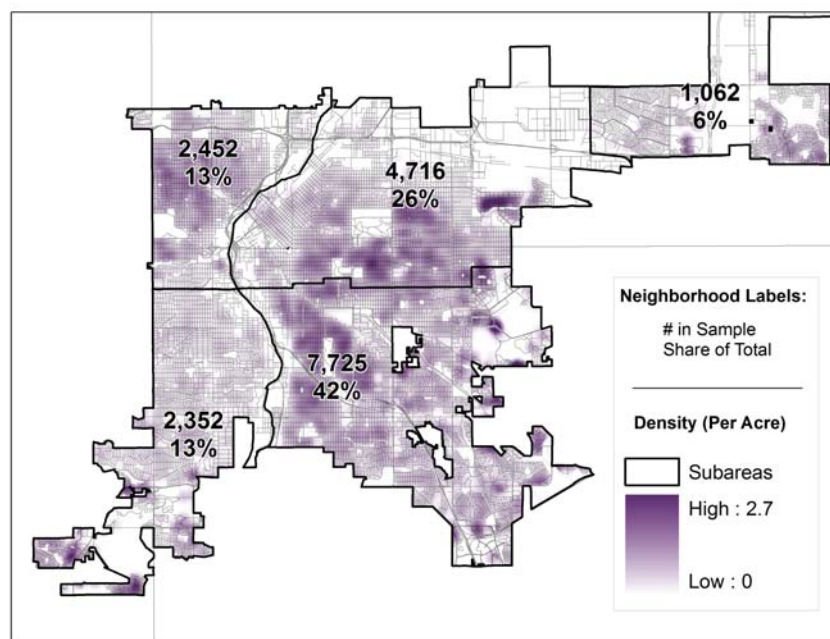 1,062
6%
2,452
13%
4,716
26%
7,725
42%
2,352
13%
Neighborhood Labels:
# in Sample
Share of Total
Density (Per Acre)
Subareas
High : 2.7
Low : 0